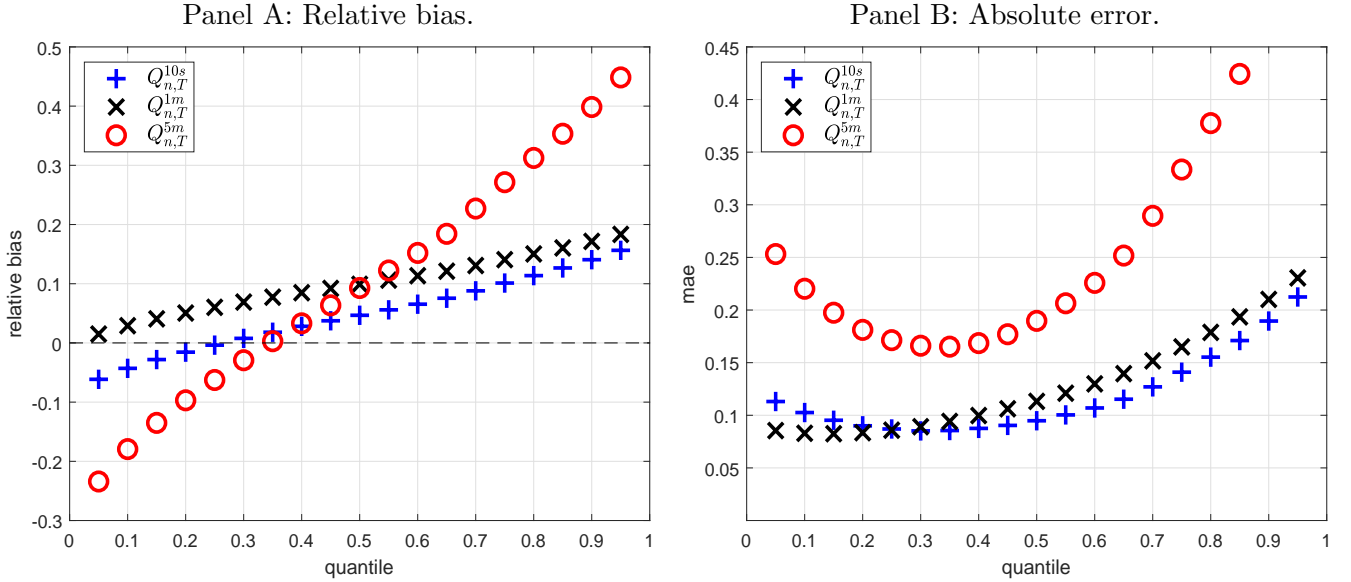 Panel A: Relative bias.
0.5
0.4
0.3
0.2
0.1
0
-0.1
-0.2
-0.3
relative bias
Q^{10s}_{n,T}
Q^{1m}_{n,T}
Q^{5m}_{n,T}
0 0.1 0.2 0.3 0.4 0.5 0.6 0.7 0.8 0.9 1
quantile
Panel B: Absolute error.
0.45
0.4
0.35
0.3
0.25
0.2
0.15
0.1
0.05
mae
Q^{10s}_{n,T}
Q^{1m}_{n,T}
Q^{5m}_{n,T}
0 0.1 0.2 0.3 0.4 0.5 0.6 0.7 0.8 0.9 1
quantile